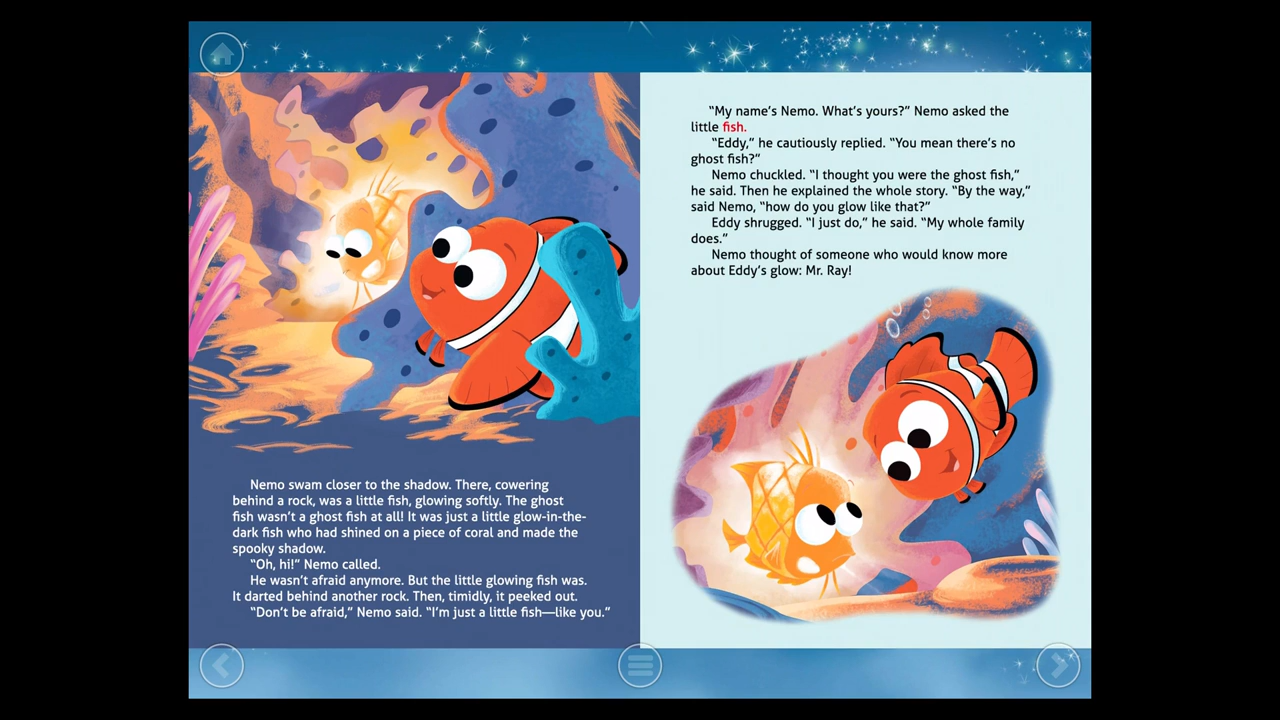 Nemo swam closer to the shadow. There, cowering
behind a rock, was a little fish, glowing softly. The ghost
fish wasn’t a ghost fish at all! It was just a little glow-in-the-
dark fish who had shined on a piece of coral and made the
spooky shadow.
“Oh, hi!” Nemo called.
He wasn’t afraid anymore. But the little glowing fish was.
It darted behind another rock. Then, timidly, it peeked out.
“Don’t be afraid,” Nemo said. “I’m just a little fish—like you.”
“My name’s Nemo. What’s yours?” Nemo asked the
little fish.
“Eddy,” he cautiously replied. “You mean there’s no
ghost fish?”
Nemo chuckled. “I thought you were the ghost fish,”
he said. Then he explained the whole story. “By the way,”
said Nemo, “how do you glow like that?”
Eddy shrugged. “I just do,” he said. “My whole family
does.”
Nemo thought of someone who would know more
about Eddy’s glow: Mr. Ray!